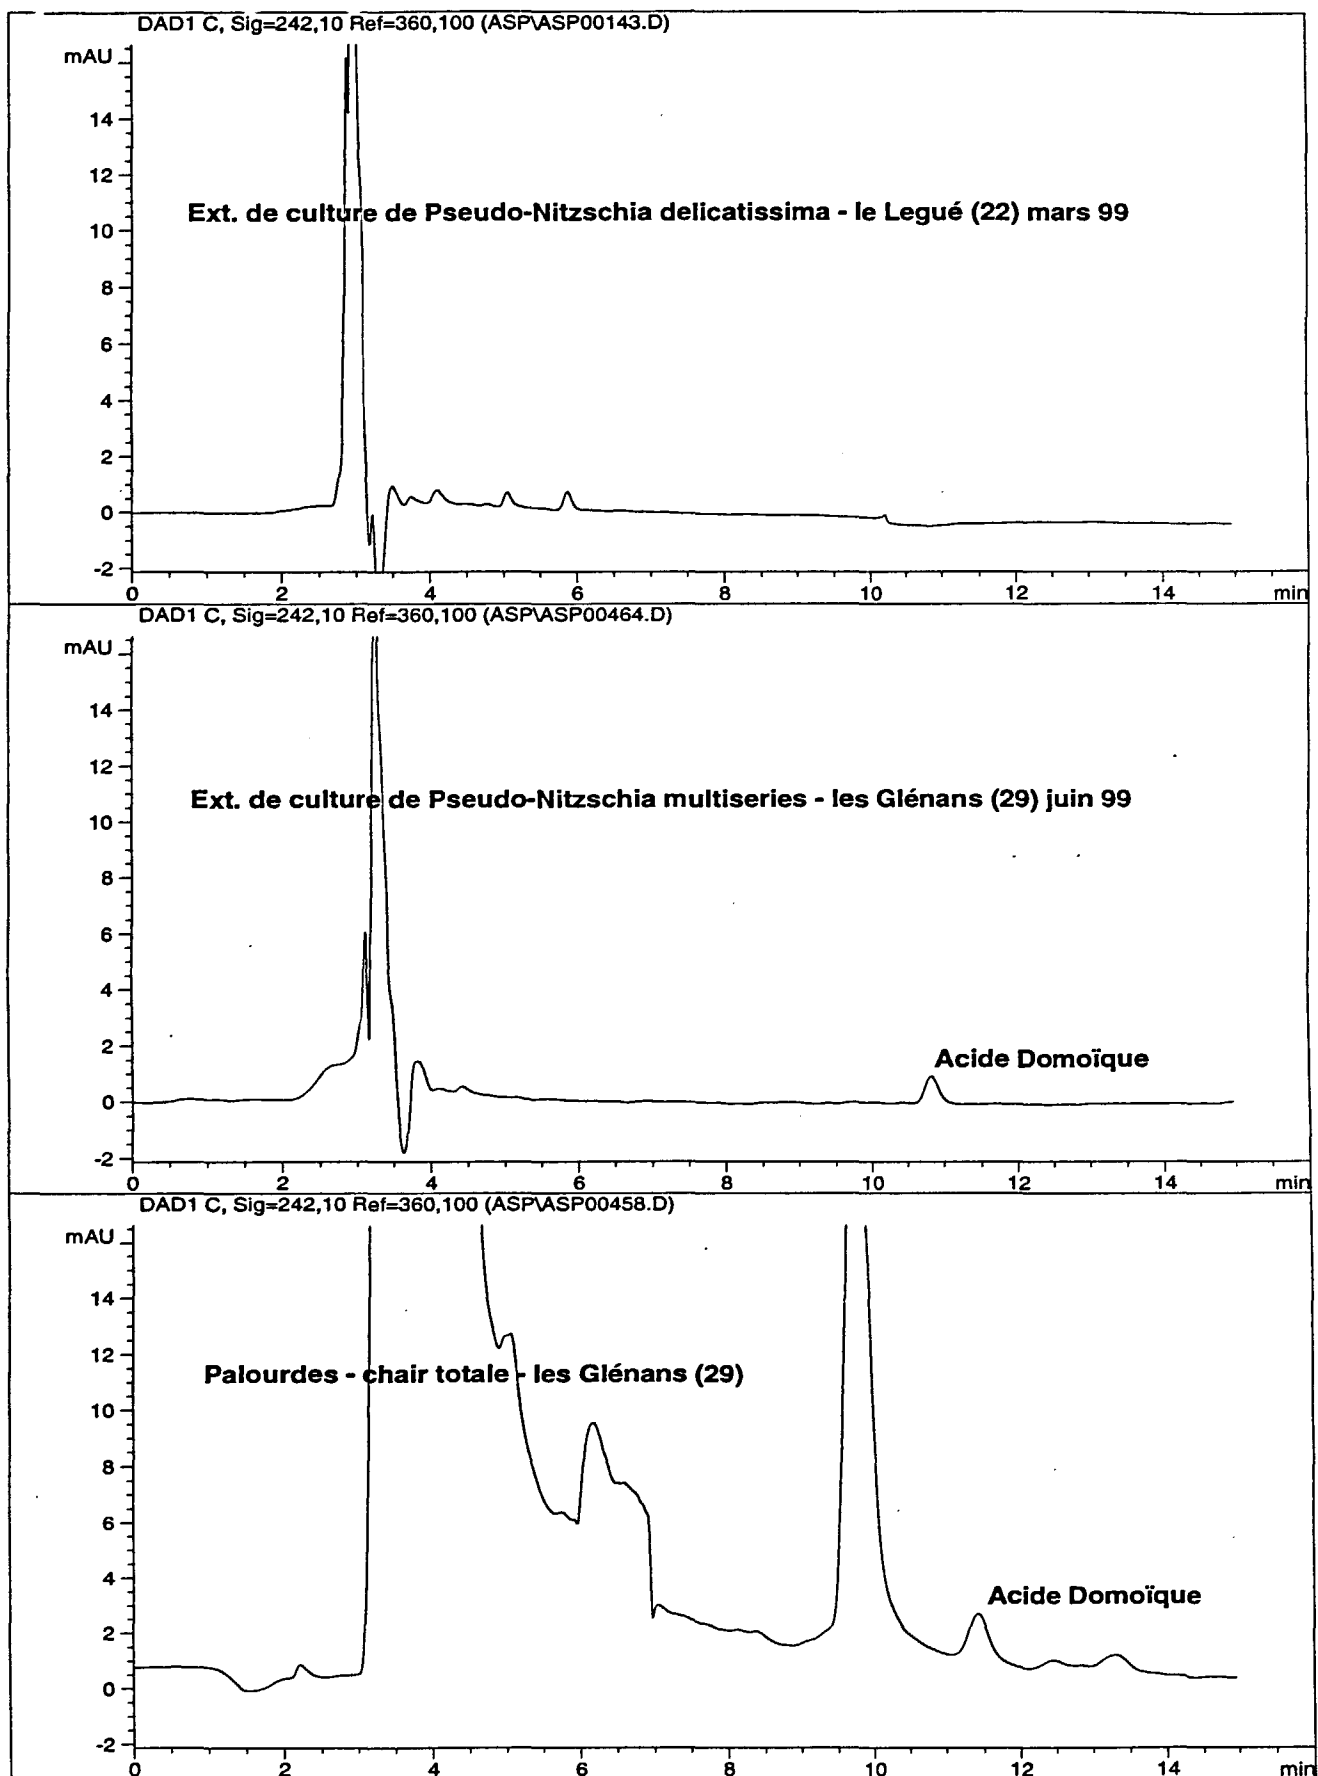 DAD1 C, Sig=242,10 Ref=360,100 (ASP\ASP00143.D)
mAU
14
12
Ext. de culture de Pseudo-Nitzschia delicatissima - le Legué (22) mars 99
10
8
6
4
2
0
-2
0 2 4 6 8 10 12 14 min
DAD1 C, Sig=242,10 Ref=360,100 (ASP\ASP00464.D)
mAU
14
12
Ext. de culture de Pseudo-Nitzschia multiseries - les Glénans (29) juin 99
10
8
6
4
2
Acide Domoïque
0
-2
0 2 4 6 8 10 12 14 min
DAD1 C, Sig=242,10 Ref=360,100 (ASP\ASP00458.D)
mAU
14
12
Palourdes - chair totale - les Glénans (29)
10
8
6
4
Acide Domoïque
2
0
-2
0 2 4 6 8 10 12 14 min